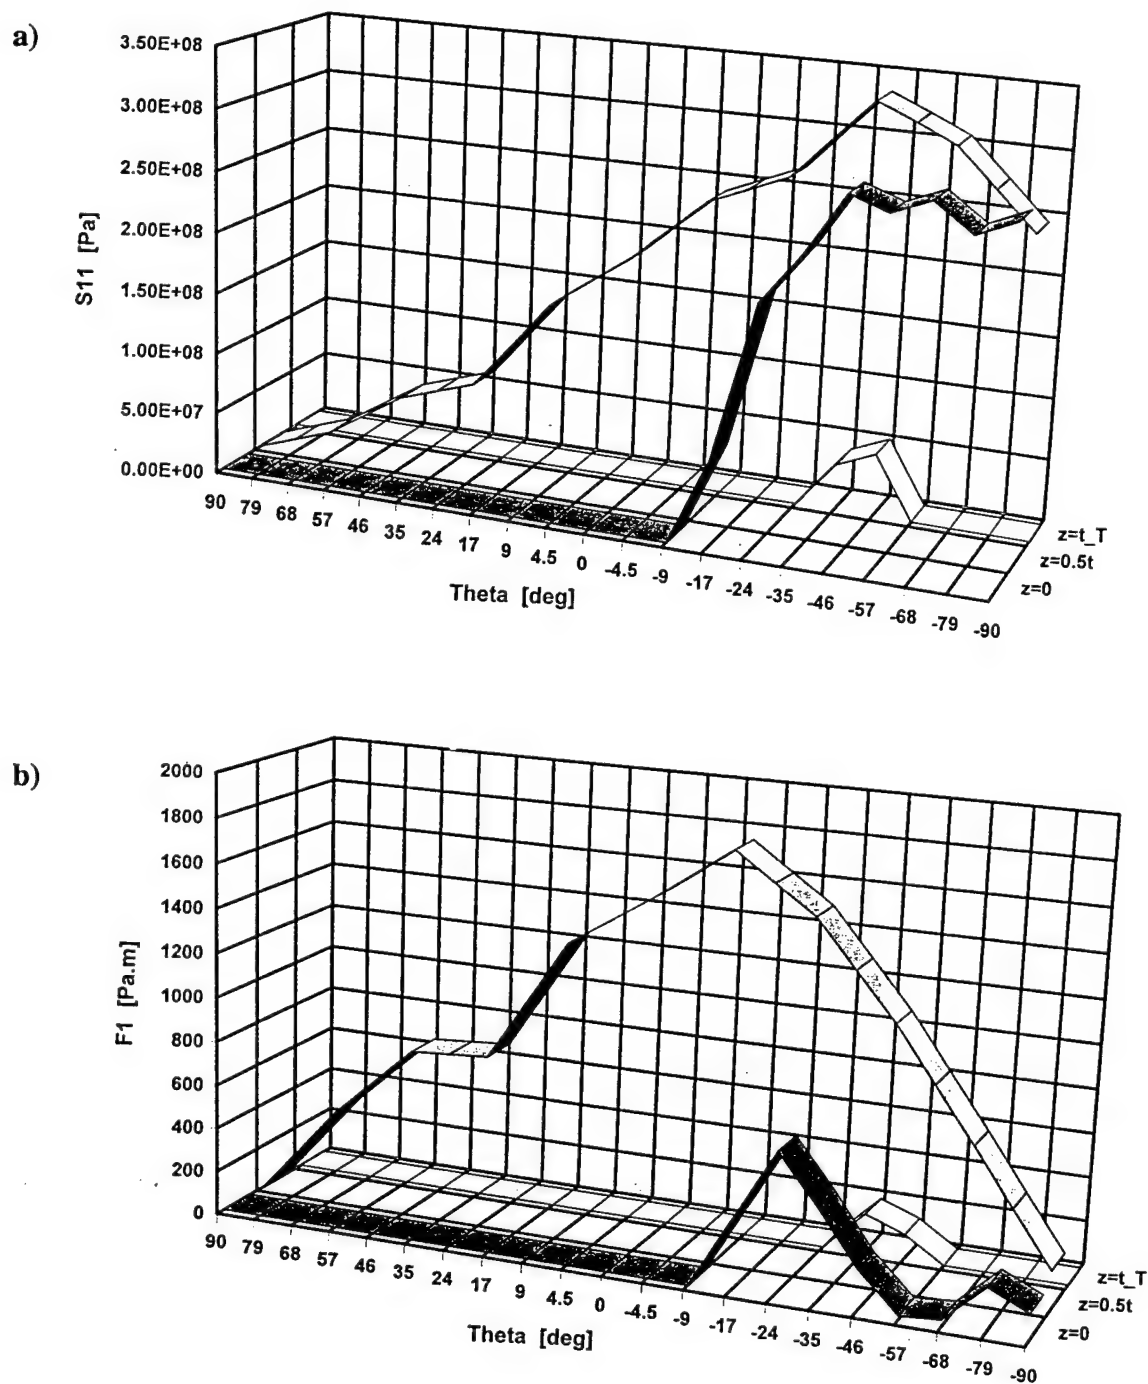 a)
3.50E+08
3.00E+08
2.50E+08
2.00E+08
1.50E+08
1.00E+08
5.00E+07
0.00E+00
S11 [Pa]
90 79 68 57 46 35 24 17 9 4.5 0 -4.5 -9 -17 -24 -35 -46 -57 -68 -79 -90
Theta [deg]
z=t_T
z=0.5t
z=0
b)
2000
1800
1600
1400
1200
1000
800
600
400
200
0
F1 [Pa.m]
90 79 68 57 46 35 24 17 9 4.5 0 -4.5 -9 -17 -24 -35 -46 -57 -68 -79 -90
Theta [deg]
z=t_T
z=0.5t
z=0